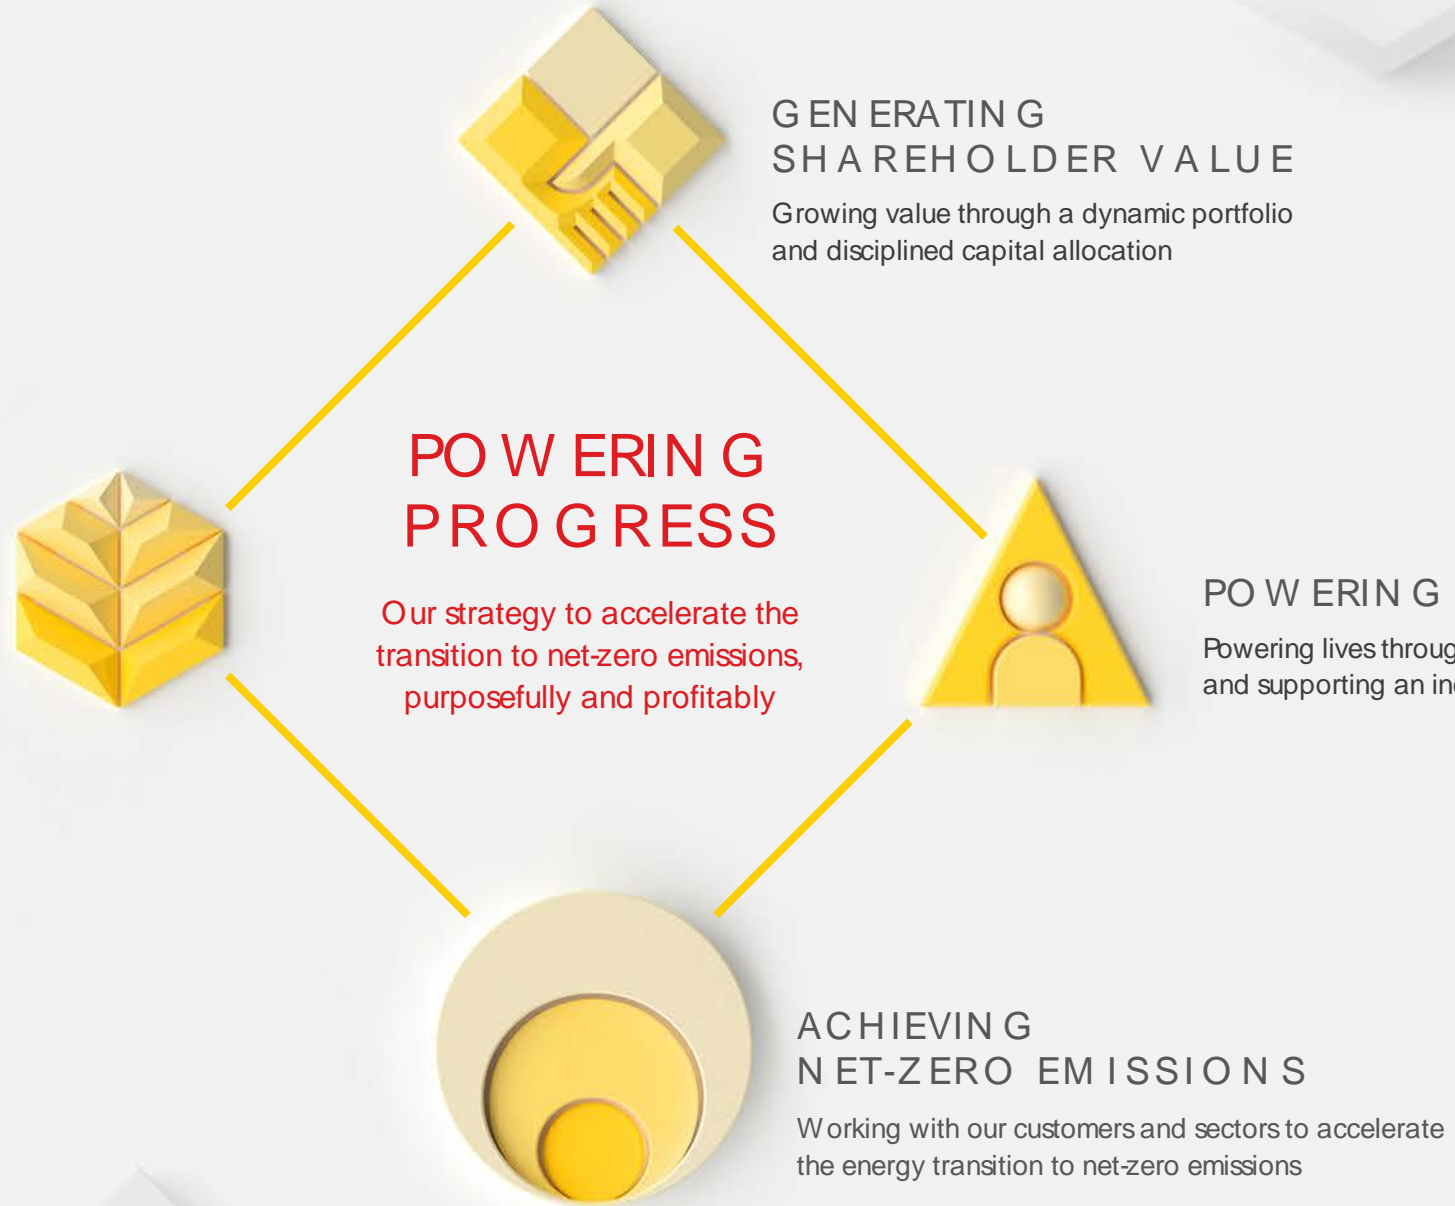 GENERATING
SHAREHOLDER VALUE
Growing value through a dynamic portfolio
and disciplined capital allocation
POWERING
PROGRESS
Our strategy to accelerate the
transition to net-zero emissions,
purposefully and profitably
POWERING
Powering lives
and supporting an
ACHIEVING
NET-ZERO EMISSIONS
Working with our customers and sectors to accelerate
the energy transition to net-zero emissions